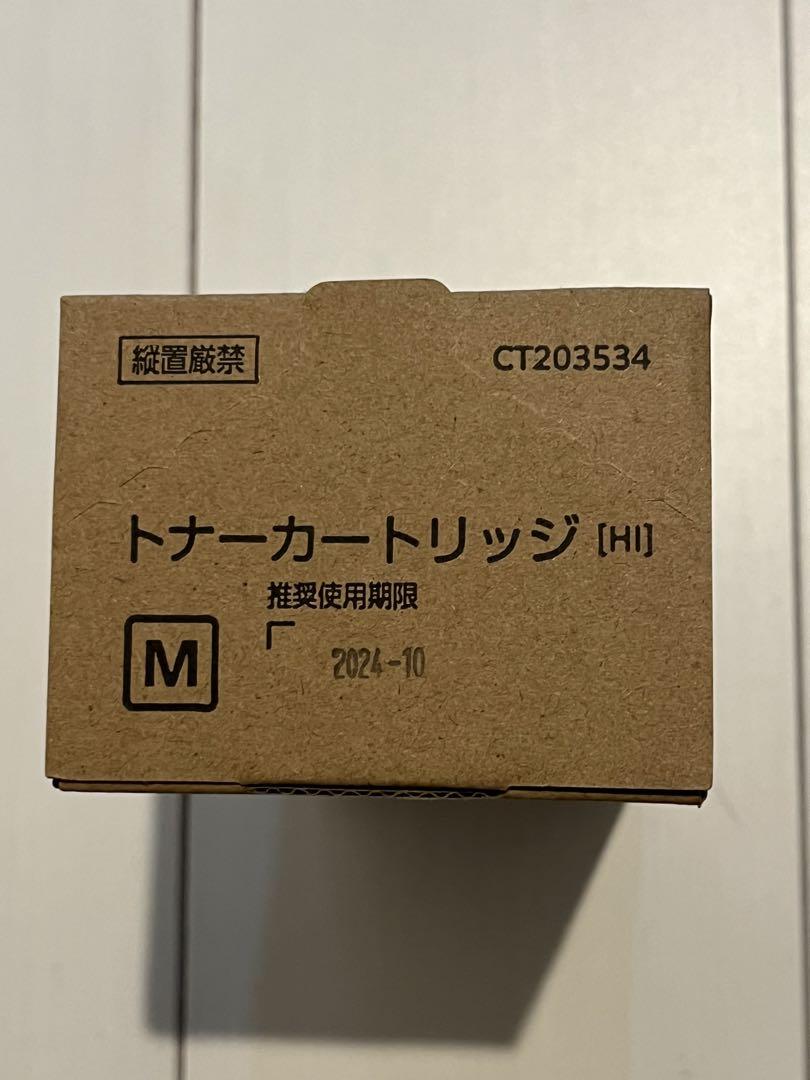 縦置厳禁
CT203534
トナーカートリッジ [HI]
推奨使用期限
M
2024-10